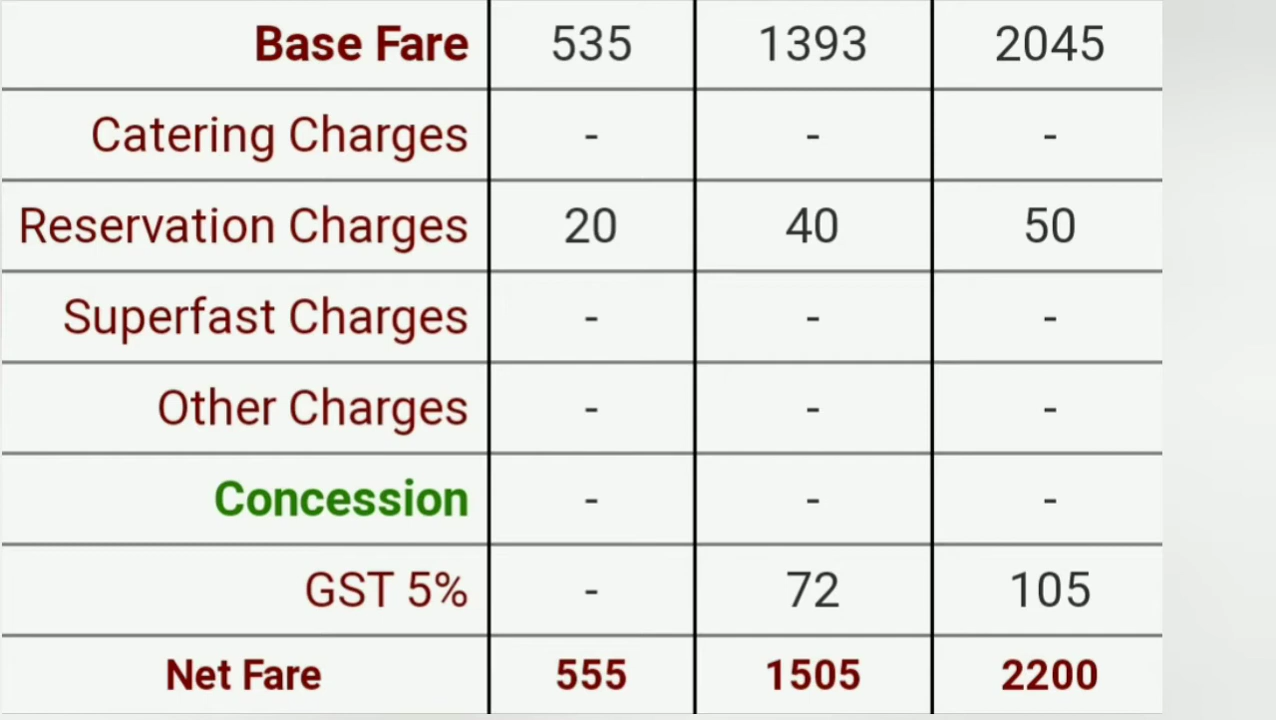 Base Fare 535 1393 2045
Catering Charges - - -
Reservation Charges 20 40 50
Superfast Charges - - -
Other Charges - - -
Concession - - -
GST 5% - 72 105
Net Fare 555 1505 2200